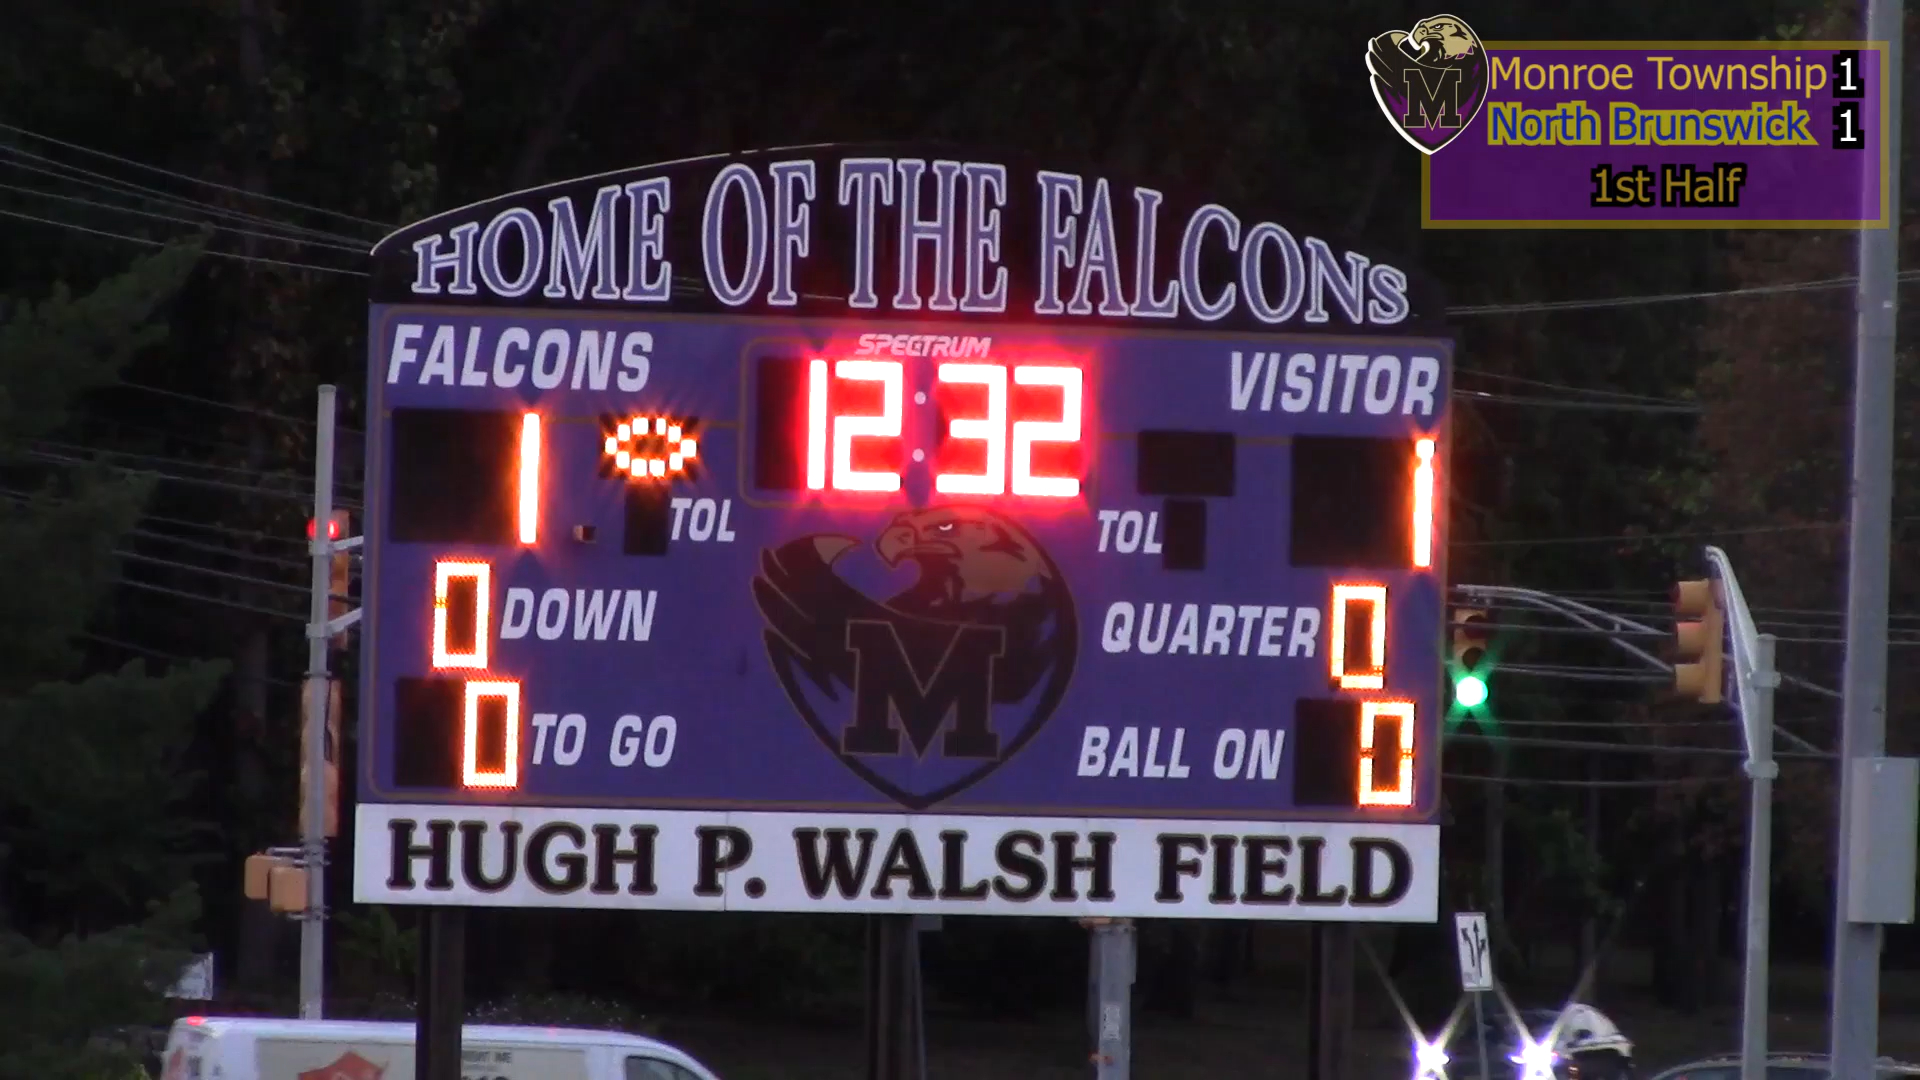 Monroe Township 1
North Brunswick 1
1st Half
M
HOME OF THE FALCONS
SPECTRUM
FALCONS 12:32 VISITOR
1 TOL TOL 1
0 DOWN QUARTER 0
M
0 TO GO BALL ON 0
HUGH P. WALSH FIELD